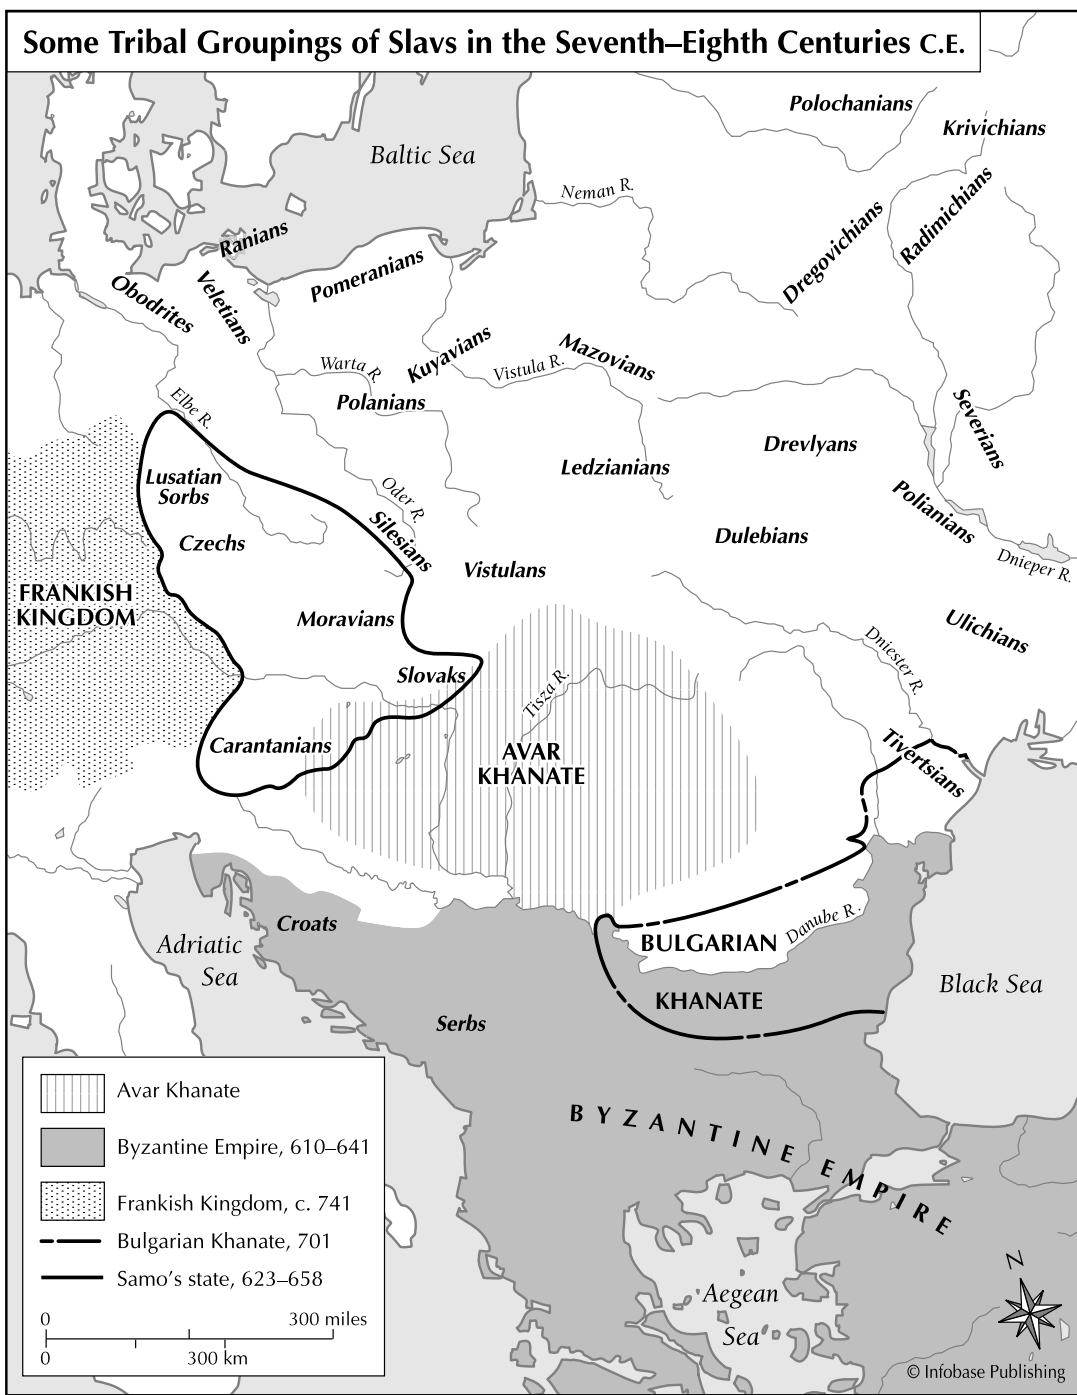 Some Tribal Groupings of Slavs in the Seventh–Eighth Centuries C.E.
Polochanians
Krivichians
Baltic Sea
Neman R.
Radimichians
Dregovichians
Ranians
Pomeranians
Veletians
Obodrites
Kuyavians
Mazovians
Warta R.
Vistula R.
Polanians
Elbe R.
Severians
Drevlyans
Ledzianians
Lusatian
Sorbs
Oder R.
Silesians
Polianians
Czechs
Dulebians
Vistulans
Dnieper R.
FRANKISH
KINGDOM
Moravians
Ulichians
Dniester R.
Slovaks
Tisza R.
Carantanians
AVAR
KHANATE
Tivertsians
Croats
Danube R.
BULGARIAN
Adriatic
Sea
Black Sea
KHANATE
Serbs
BYZANTINE EMPIRE
Aegean
Sea
Avar Khanate
Byzantine Empire, 610–641
Frankish Kingdom, c. 741
Bulgarian Khanate, 701
Samo’s state, 623–658
0 300 miles
0 300 km
N
© Infobase Publishing